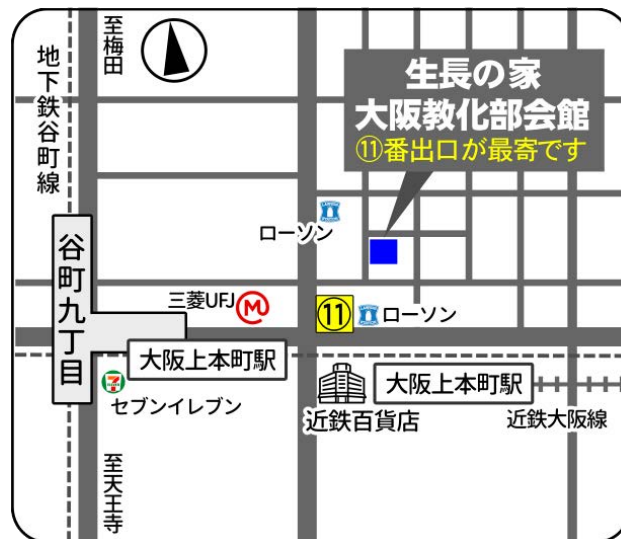 至梅田
地下鉄谷町線
生長の家
大阪教化部会館
⑪番出口が最寄です
ローソン
谷町九丁目
三菱UFJ
⑪
ローソン
大阪上本町駅
大阪上本町駅
セブンイレブン
近鉄百貨店
近鉄大阪線
至天王寺